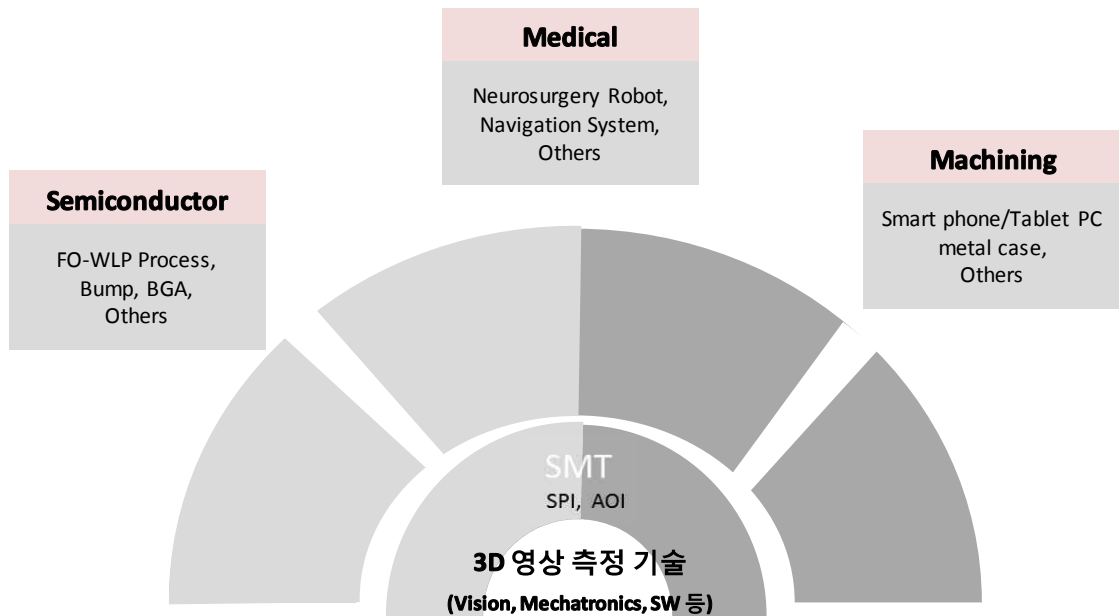 Medical
Neurosurgery Robot,
Navigation System,
Others
Machining
Smart phone/Tablet PC
metal case,
Others
Semiconductor
FO-WLP Process,
Bump, BGA,
Others
SMT
SPI, AOI
3D 영상 측정 기술
(Vision, Mechatronics, SW 등)